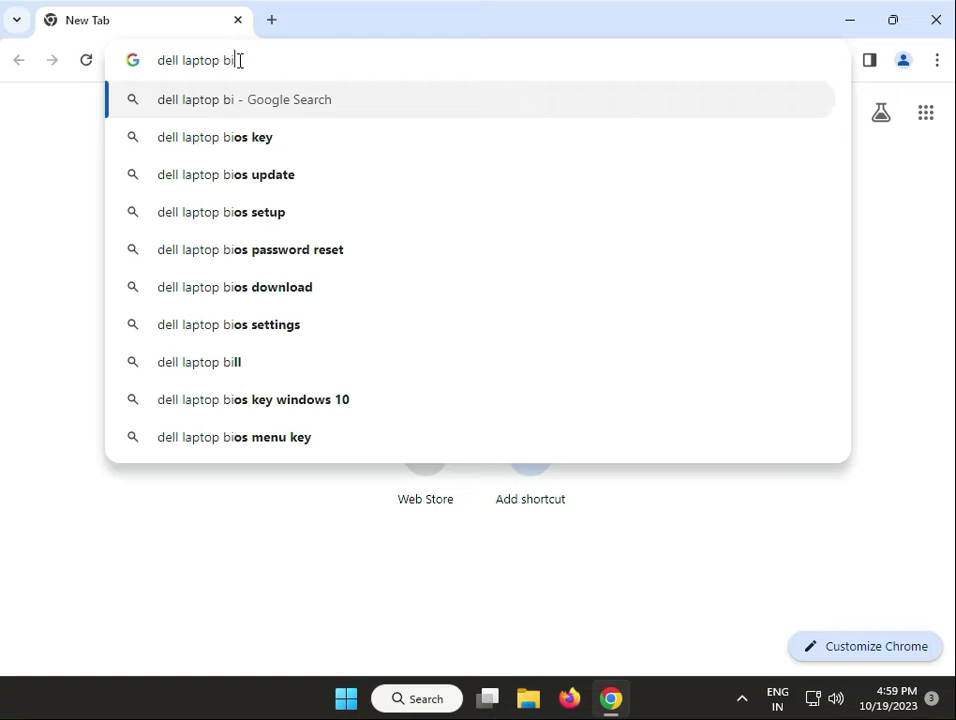 New Tab
dell laptop bi
dell laptop bi - Google Search
dell laptop bios key
dell laptop bios update
dell laptop bios setup
dell laptop bios password reset
dell laptop bios download
dell laptop bios settings
dell laptop bill
dell laptop bios key windows 10
dell laptop bios menu key
Web Store
Add shortcut
Customize Chrome
Search
ENG
IN
4:59 PM
10/19/2023
3